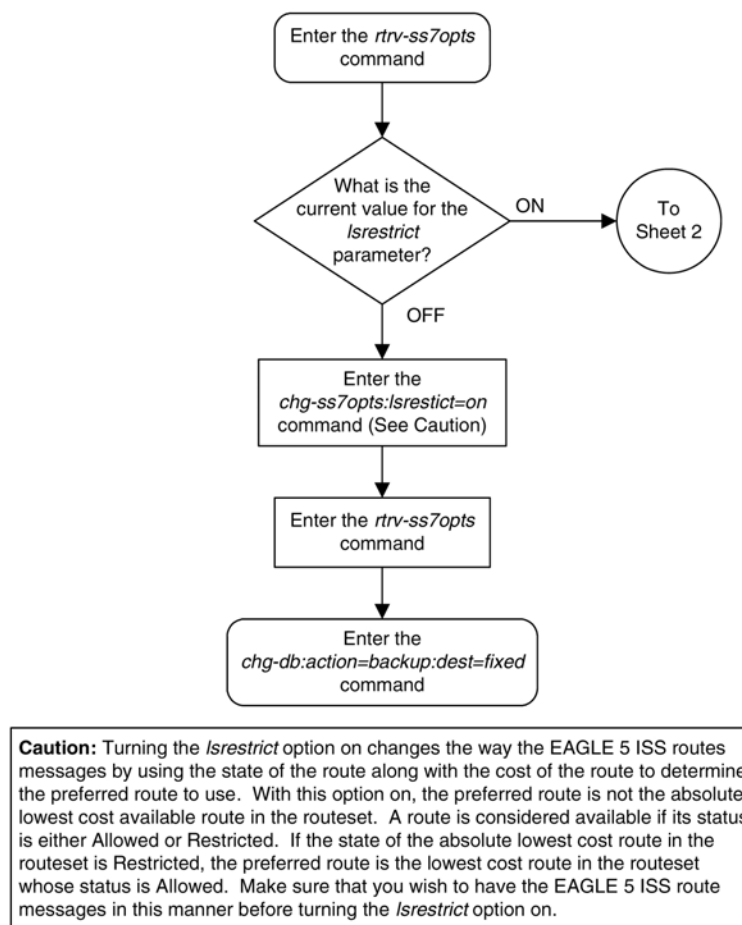 Enter the rtrv-ss7opts
command
What is the
current value for the
lsrestrict
parameter?
ON
To
Sheet 2
OFF
Enter the
chg-ss7opts:lsrestict=on
command (See Caution)
Enter the rtrv-ss7opts
command
Enter the
chg-db:action=backup:dest=fixed
command
Caution: Turning the lsrestrict option on changes the way the EAGLE 5 ISS routes
messages by using the state of the route along with the cost of the route to determine
the preferred route to use. With this option on, the preferred route is not the absolute
lowest cost available route in the routeset. A route is considered available if its status
is either Allowed or Restricted. If the state of the absolute lowest cost route in the
routeset is Restricted, the preferred route is the lowest cost route in the routeset
whose status is Allowed. Make sure that you wish to have the EAGLE 5 ISS route
messages in this manner before turning the lsrestrict option on.